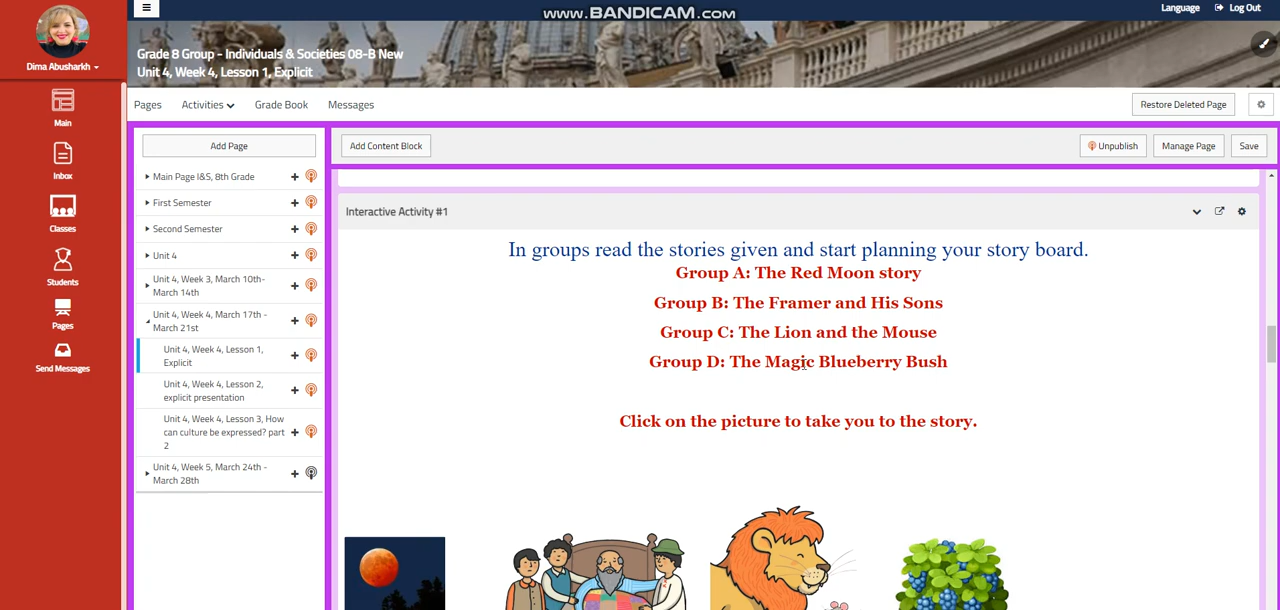 www.BANDICAM.com
Language
Log Out
Dima Abusharkh
Grade 8 Group - Individuals & Societies 08-B New
Unit 4, Week 4, Lesson 1, Explicit
Pages
Activities
Grade Book
Messages
Restore Deleted Page
Main
Inbox
Classes
Students
Pages
Send Messages
Add Page
Main Page I&S, 8th Grade
First Semester
Second Semester
Unit 4
Unit 4, Week 3, March 10th-
March 14th
Unit 4, Week 4, March 17th -
March 21st
Unit 4, Week 4, Lesson 1,
Explicit
Unit 4, Week 4, Lesson 2,
explicit presentation
Unit 4, Week 4, Lesson 3, How
can culture be expressed? part
2
Unit 4, Week 5, March 24th -
March 28th
Add Content Block
Unpublish
Manage Page
Save
Interactive Activity #1
In groups read the stories given and start planning your story board.
Group A: The Red Moon story
Group B: The Framer and His Sons
Group C: The Lion and the Mouse
Group D: The Magic Blueberry Bush
Click on the picture to take you to the story.